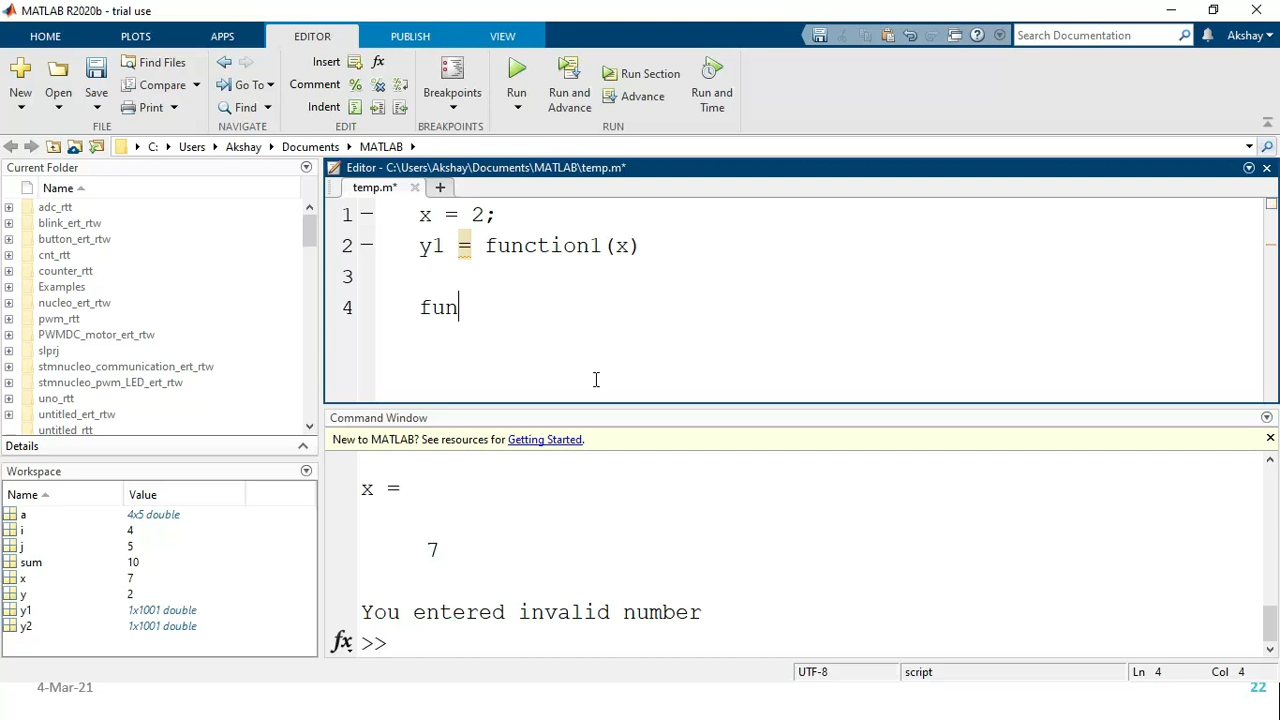 MATLAB R2020b - trial use
HOME PLOTS APPS EDITOR PUBLISH VIEW
Search Documentation Akshay
New Open Save Find Files Compare Print
Go To Find
Insert fx
Comment
Indent
Breakpoints
Run Run and Advance Run Section Advance Run and Time
FILE NAVIGATE EDIT BREAKPOINTS RUN
C: Users Akshay Documents MATLAB
Current Folder
Name
adc_rtt
blink_ert_rtw
button_ert_rtw
cnt_rtt
counter_rtt
Examples
nucleo_ert_rtw
pwm_rtt
PWMDC_motor_ert_rtw
slprj
stmnucleo_communication_ert_rtw
stmnucleo_pwm_LED_ert_rtw
uno_rtt
untitled_ert_rtw
untitled_rtt
Details
Workspace
Name Value
a 4x5 double
i 4
j 5
sum 10
x 7
y 2
y1 1x1001 double
y2 1x1001 double
Editor - C:\Users\Akshay\Documents\MATLAB\temp.m*
temp.m*
1 x = 2;
2 y1 = function1(x)
3
4 fun
Command Window
New to MATLAB? See resources for Getting Started.
x =
7
You entered invalid number
fx >>
UTF-8 script Ln 4 Col 4
4-Mar-21 22